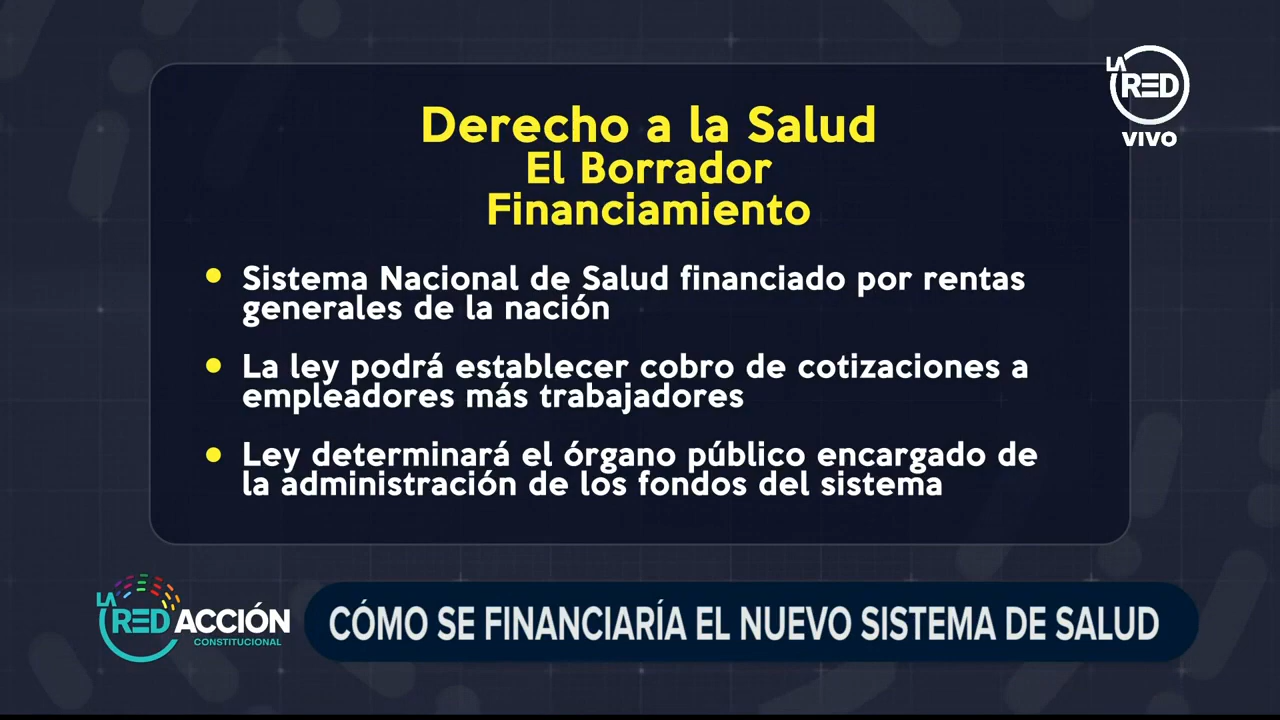 LA
RED
VIVO
Derecho a la Salud
El Borrador
Financiamiento
Sistema Nacional de Salud financiado por rentas
generales de la nación
La ley podrá establecer cobro de cotizaciones a
empleadores más trabajadores
Ley determinará el órgano público encargado de
la administración de los fondos del sistema
LA
RED ACCIÓN
CONSTITUCIONAL
CÓMO SE FINANCIARÍA EL NUEVO SISTEMA DE SALUD